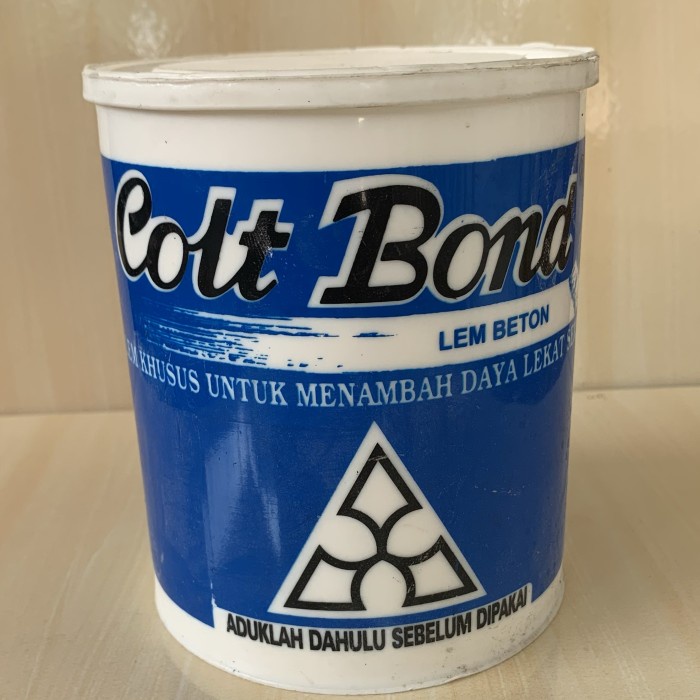 Colt Bond
LEM BETON
KHUSUS UNTUK MENAMBAH DAYA LEKAT
ADUKLAH DAHULU SEBELUM DIPAKAI